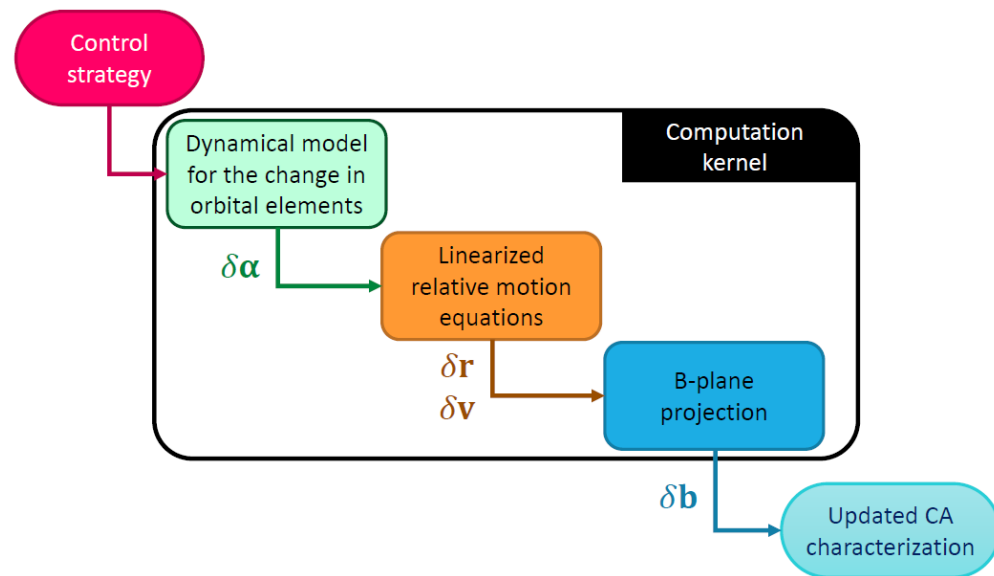 Control
strategy
Computation
kernel
Dynamical model
for the change in
orbital elements
δα
Linearized
relative motion
equations
δr
δv
B-plane
projection
δb
Updated CA
characterization